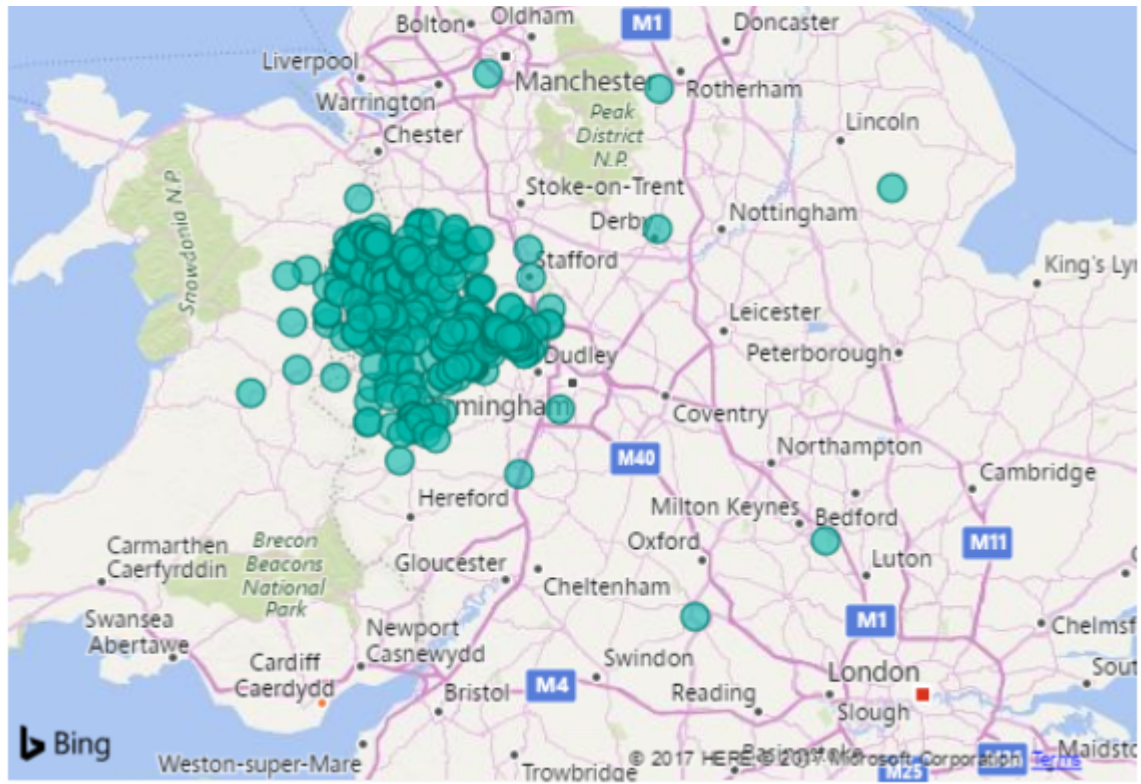 Oldham
Bolton
M1
Doncaster
Liverpool
Manchester
Rotherham
Warrington
Peak
District
N.P.
Lincoln
Chester
Snowdonia N.P.
Stoke-on-Trent
Derby
Nottingham
Stafford
King's Lyn
Leicester
Dudley
Peterborough
mingham
Coventry
M40
Northampton
Cambridge
Hereford
Milton Keynes
Bedford
Carmarthen
Caerfyrddin
Brecon
Beacons
National
Park
Gloucester
Oxford
M11
Luton
Cheltenham
Swansea
Abertawe
Newport
Casnewydd
M1
Chelmsf
Cardiff
Caerdydd
Swindon
London
Sout
M4
Bristol
Reading
Slough
Bing
Weston-super-Mare
Trowbridge
© 2017 HERE © 2017 Microsoft Corporation Terms
Basingstoke
M25
Maidsto